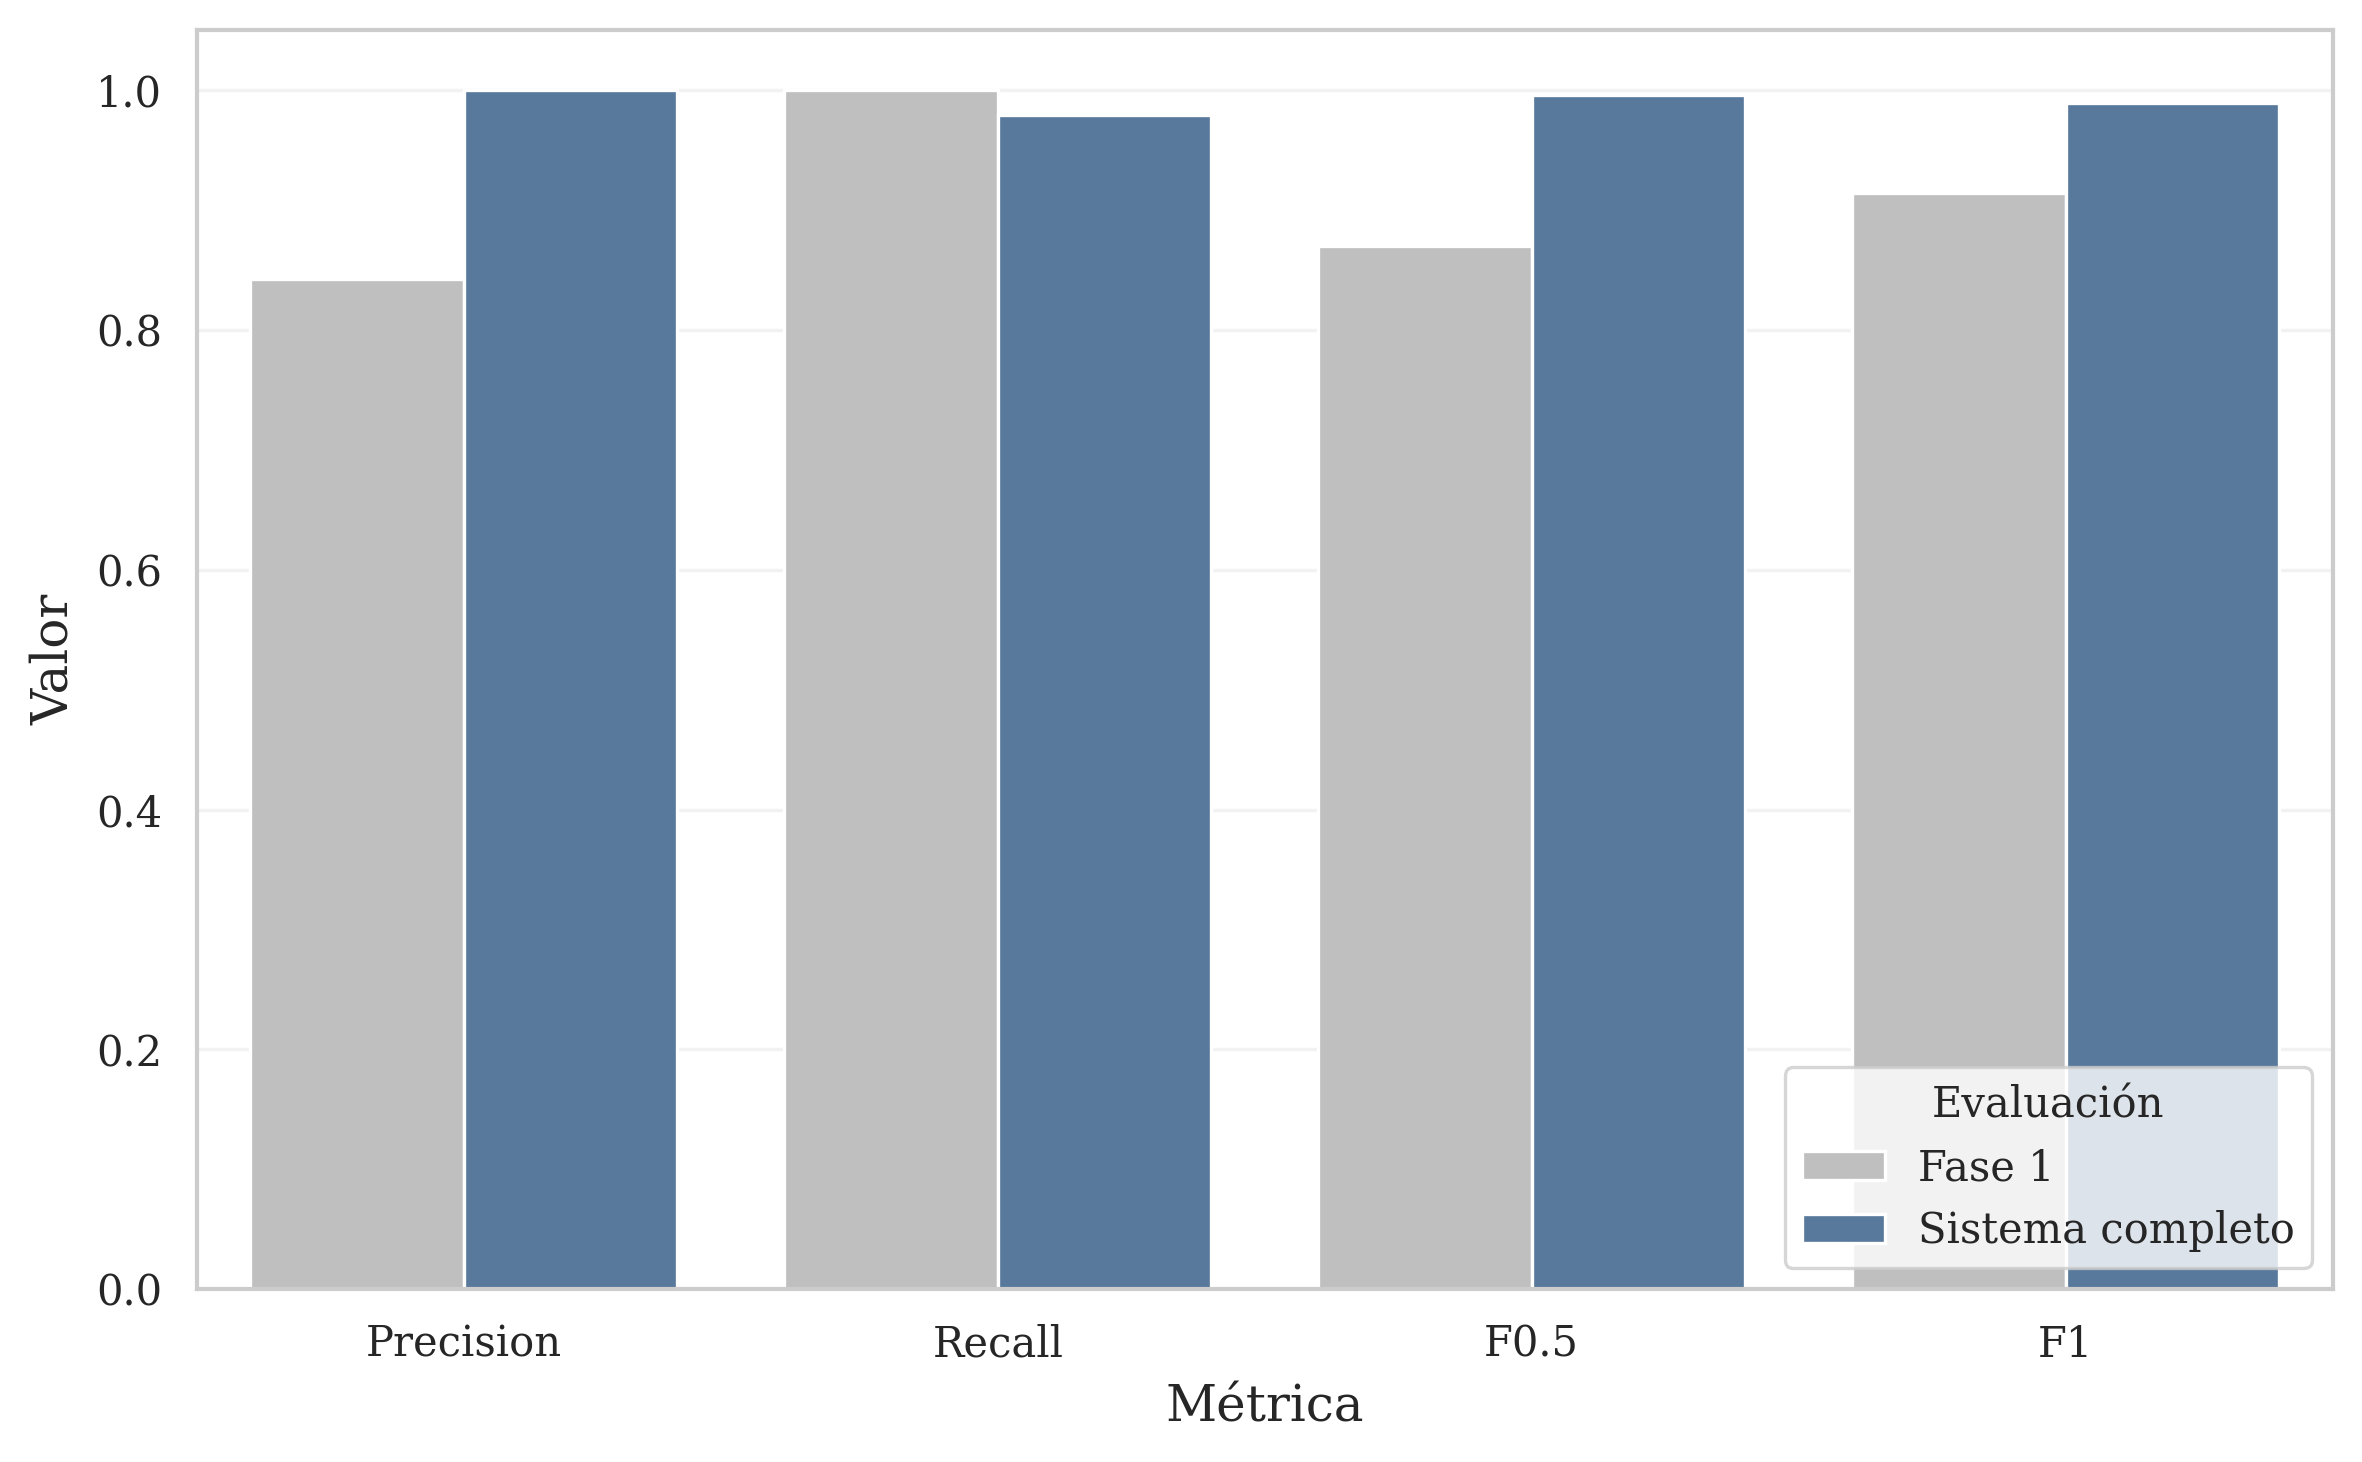 1.0
0.8
0.6
0.4
0.2
0.0
Valor
Precision
Recall
F0.5
F1
Métrica
Evaluación
Fase 1
Sistema completo